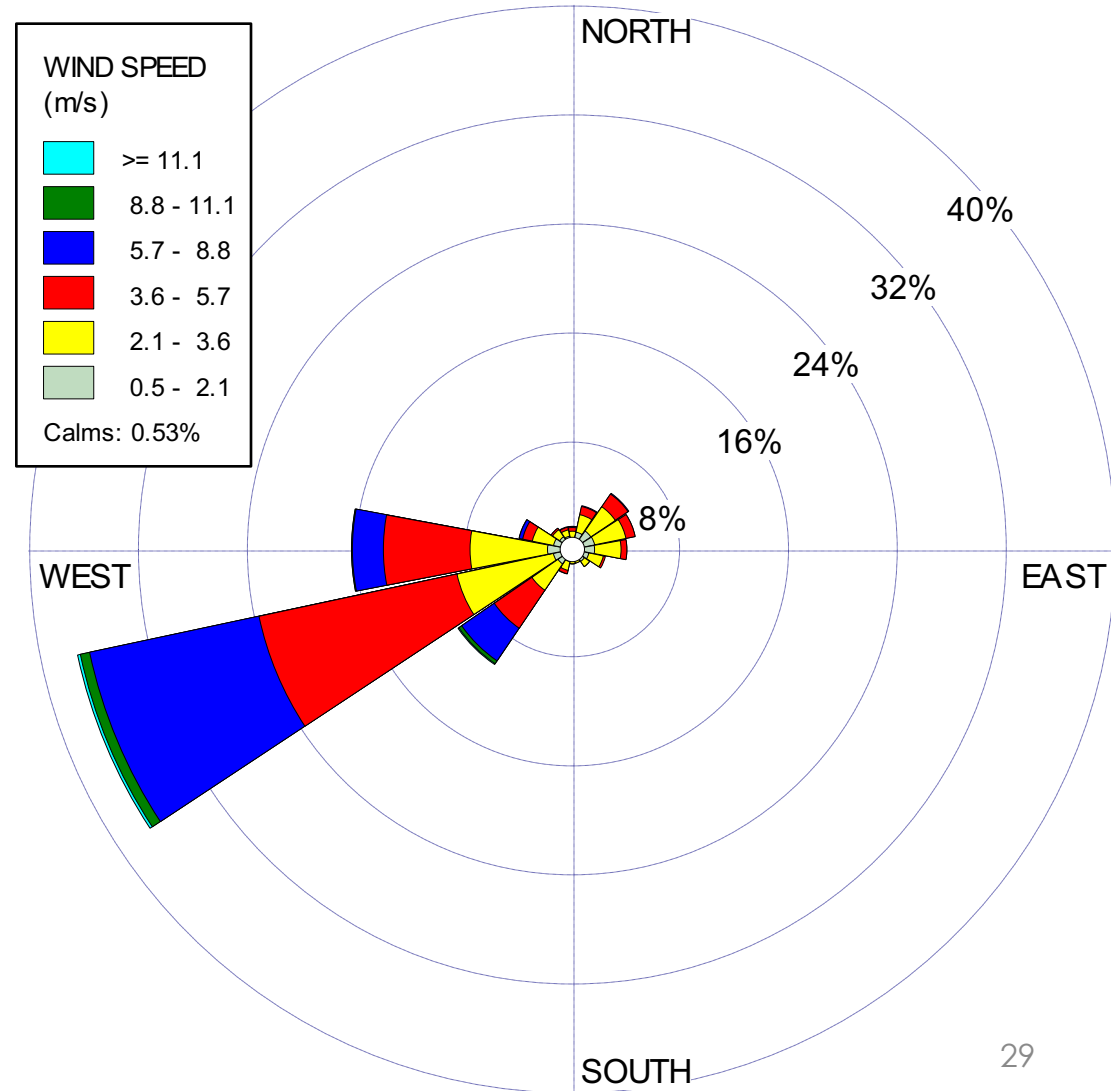 WIND SPEED
(m/s)
>= 11.1
8.8 - 11.1
5.7 - 8.8
3.6 - 5.7
2.1 - 3.6
0.5 - 2.1
Calms: 0.53%
NORTH
40%
32%
24%
16%
8%
WEST
EAST
SOUTH
29